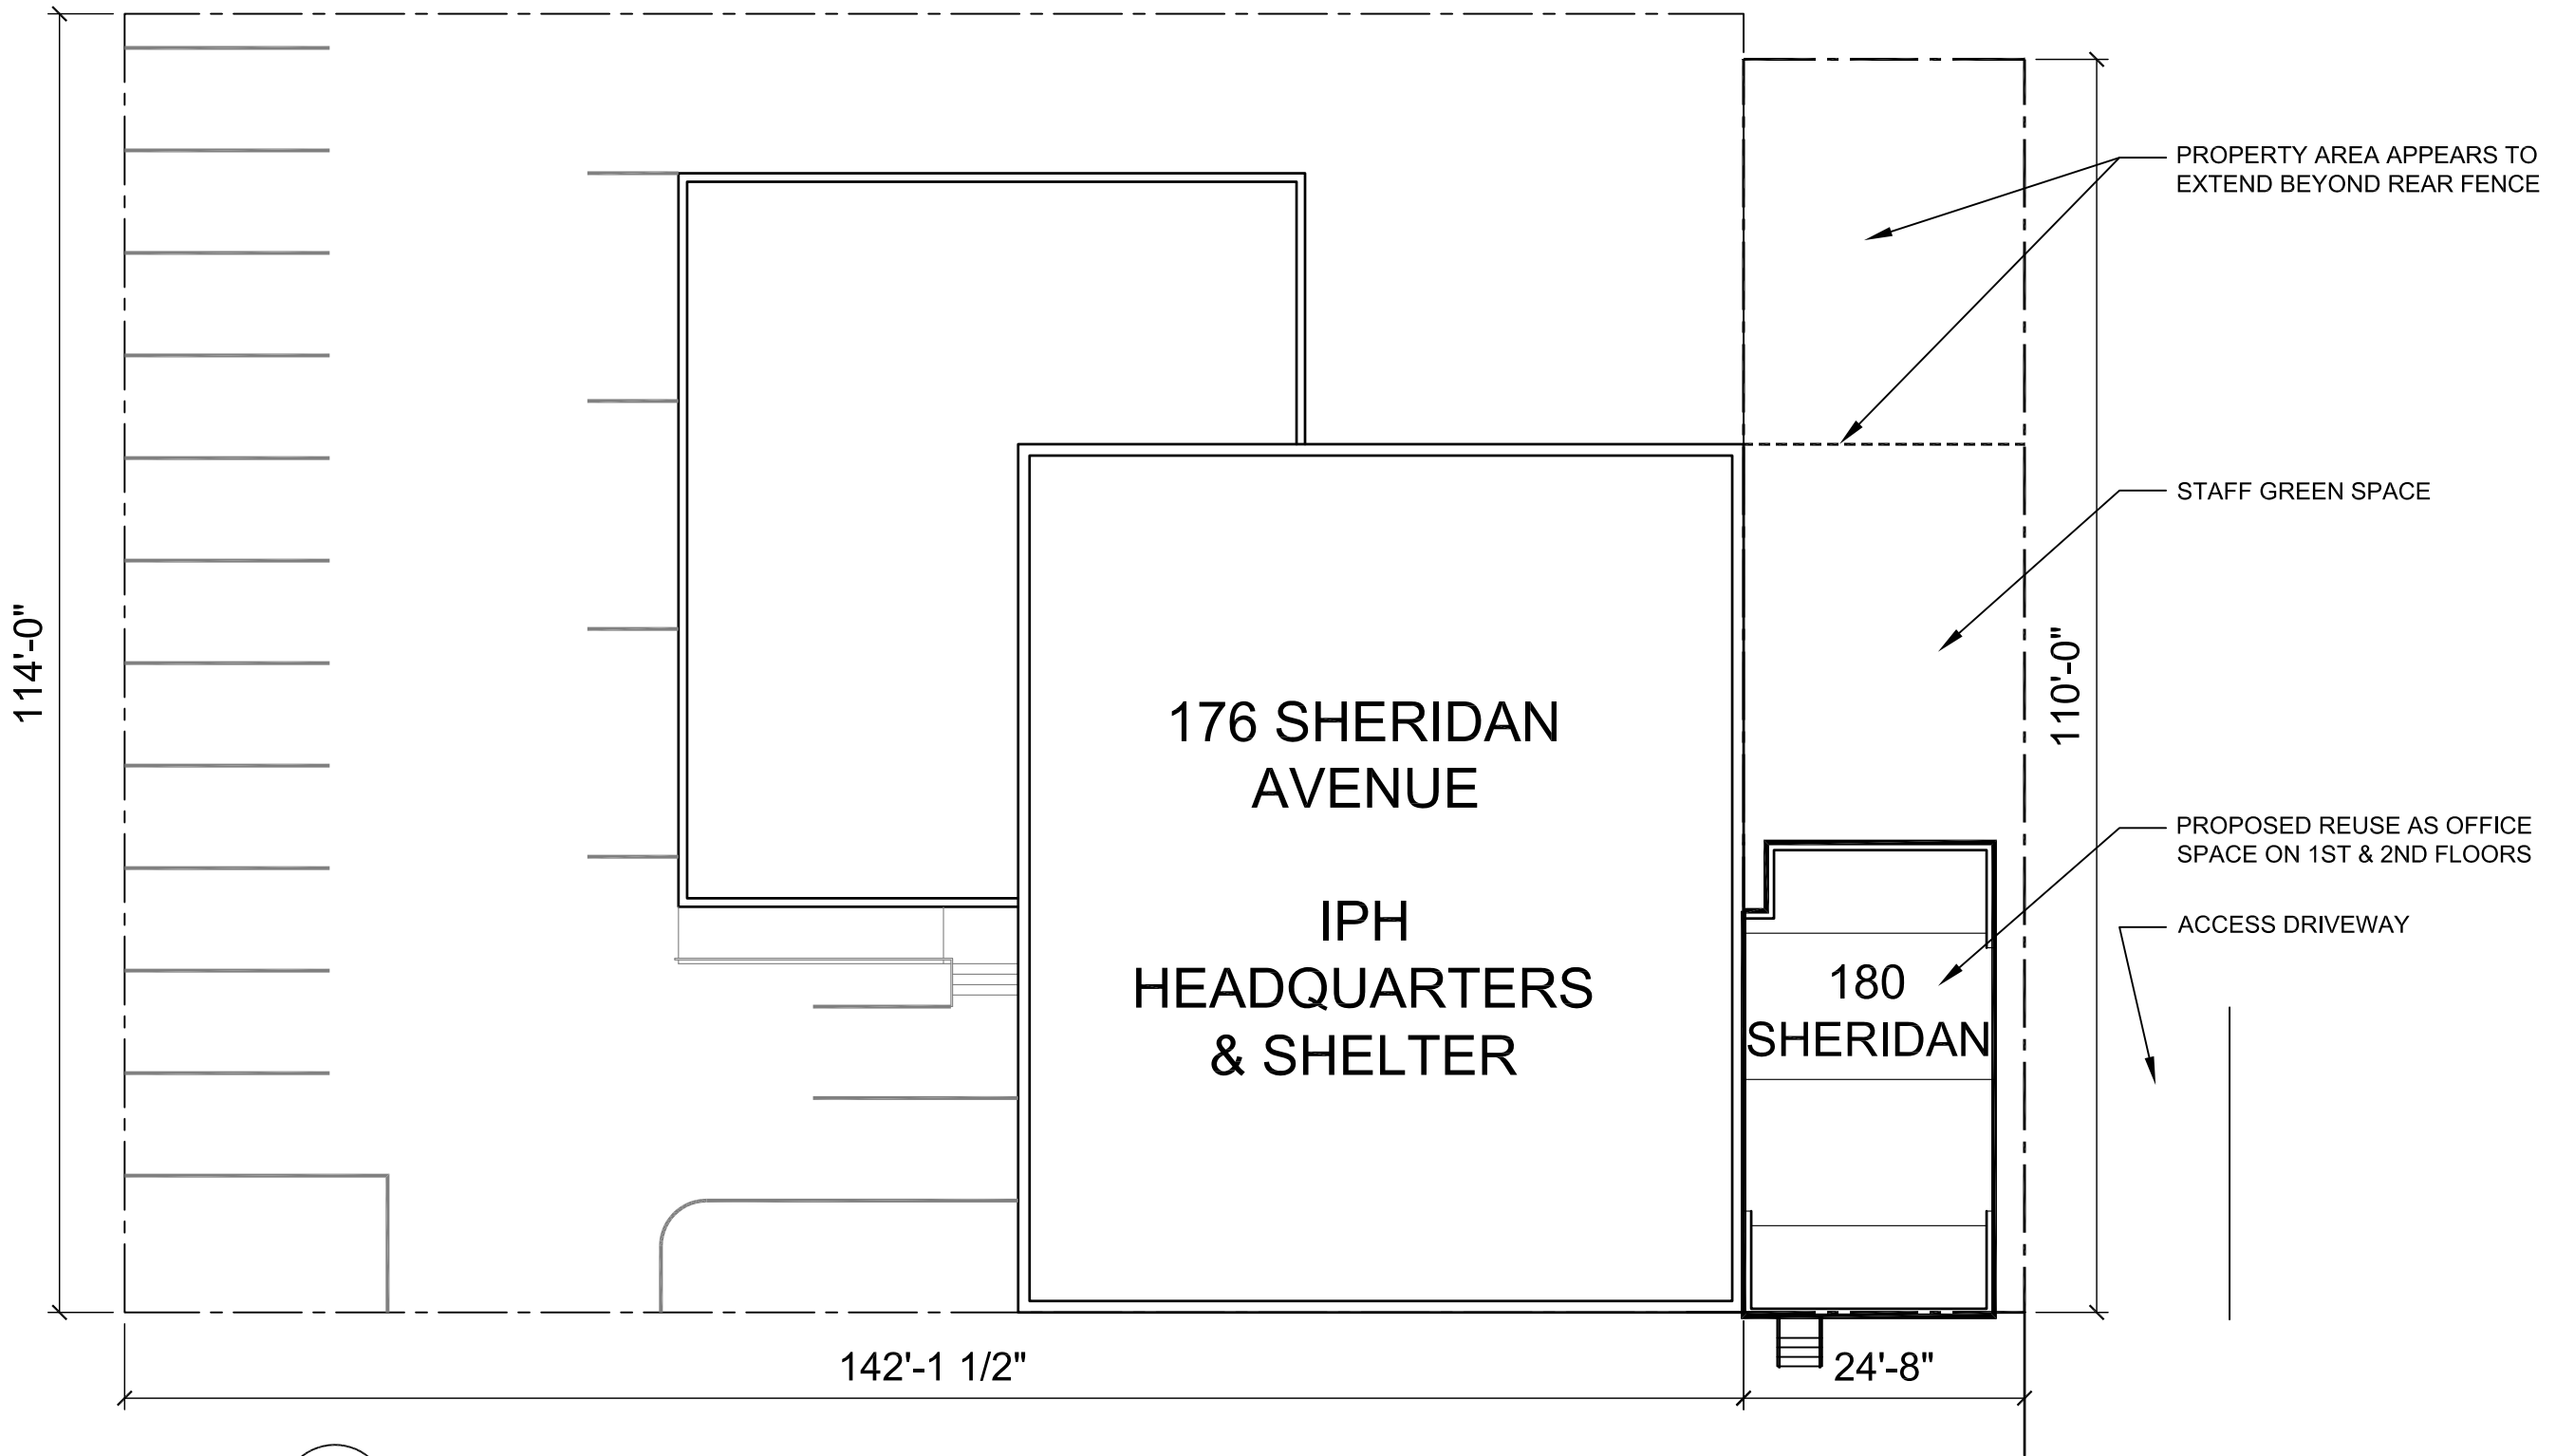 PROPERTY AREA APPEARS TO
EXTEND BEYOND REAR FENCE
STAFF GREEN SPACE
114'-0"
110'-0"
176 SHERIDAN
AVENUE
IPH
HEADQUARTERS
& SHELTER
PROPOSED REUSE AS OFFICE
SPACE ON 1ST & 2ND FLOORS
ACCESS DRIVEWAY
180
SHERIDAN
142'-1 1/2"
24'-8"